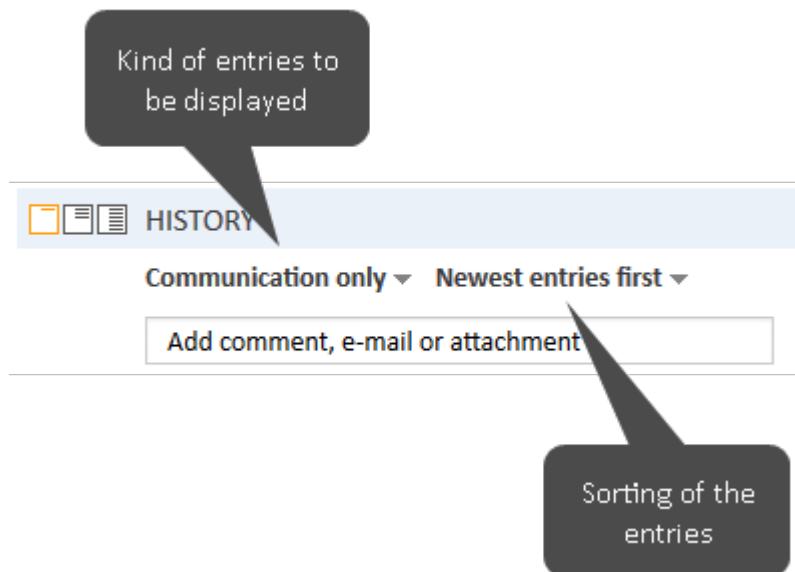 Kind of entries to
be displayed
HISTORY
Communication only Newest entries first
Add comment, e-mail or attachment
Sorting of the
entries